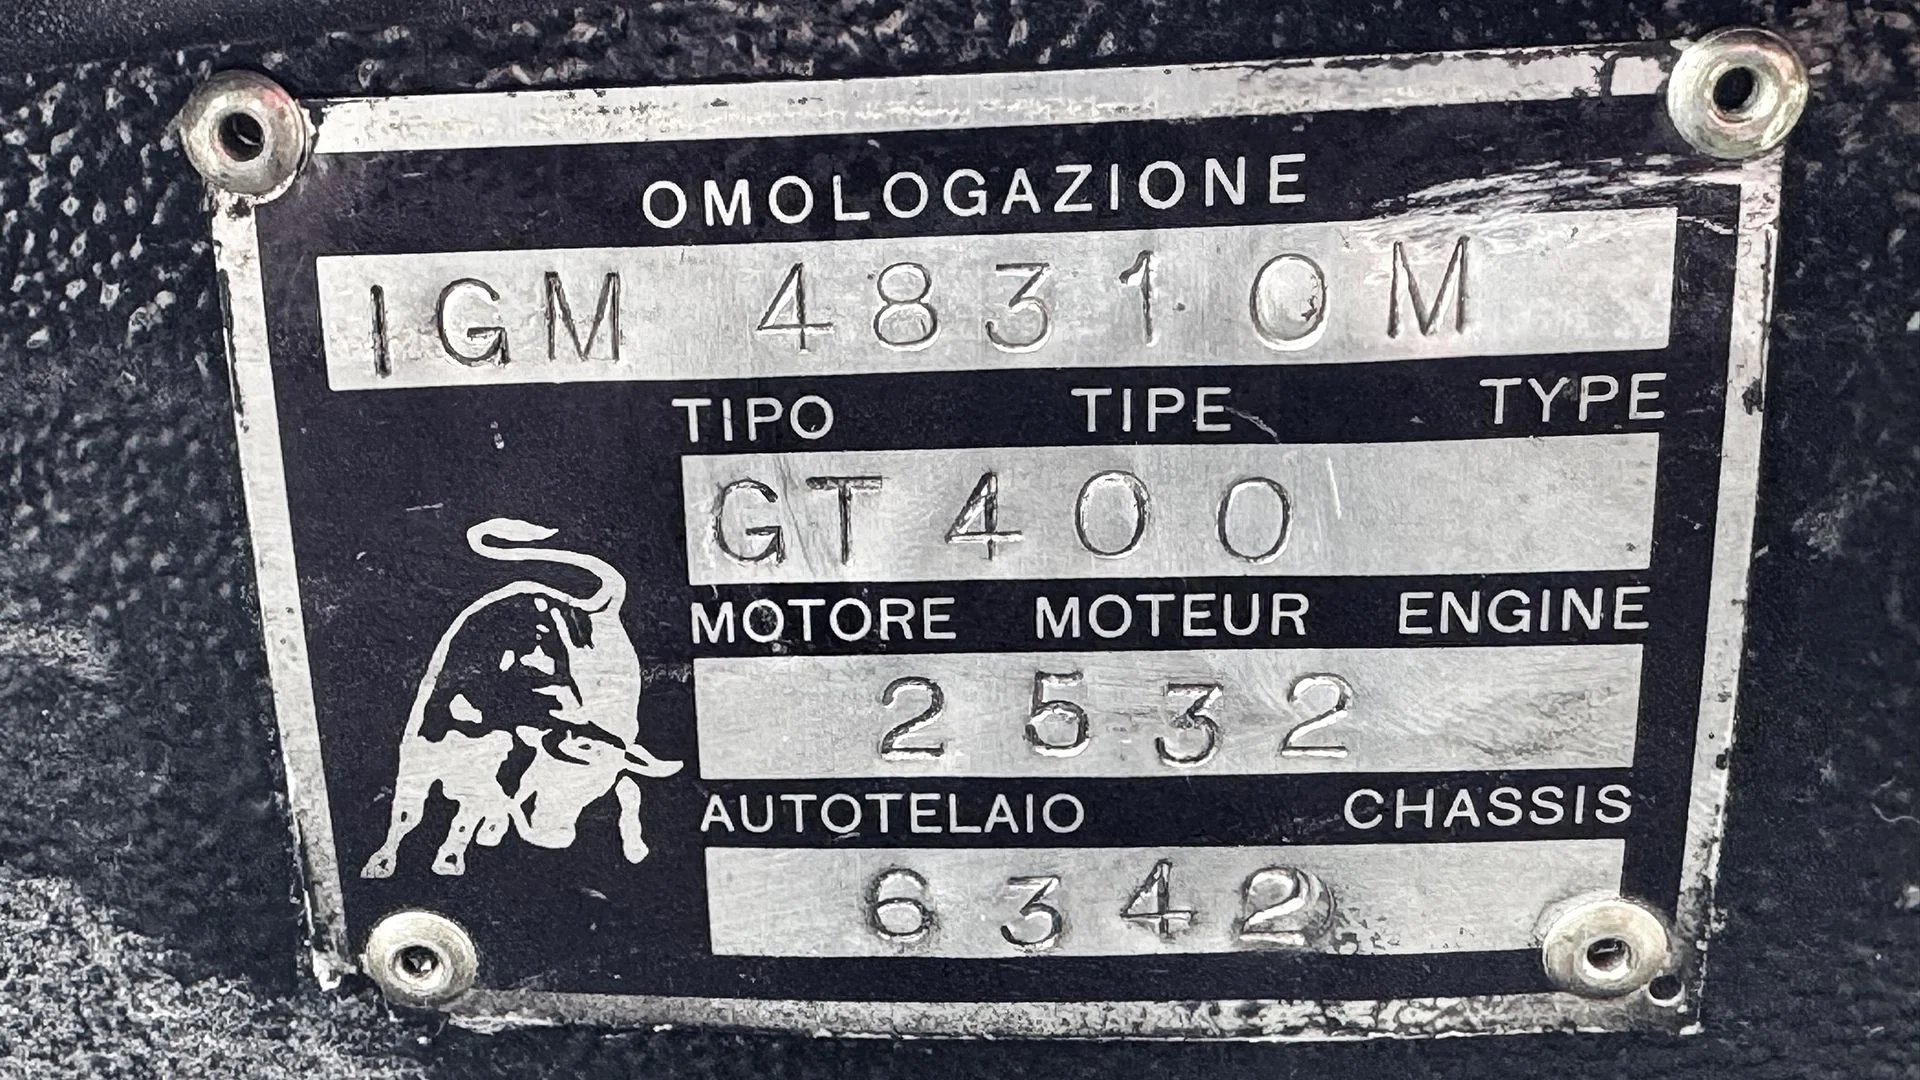 OMOLOGAZIONE
IGM 48310M
TIPO TIPE TYPE
GT400
MOTORE MOTEUR ENGINE
2532
AUTOTELAIO CHASSIS
6342